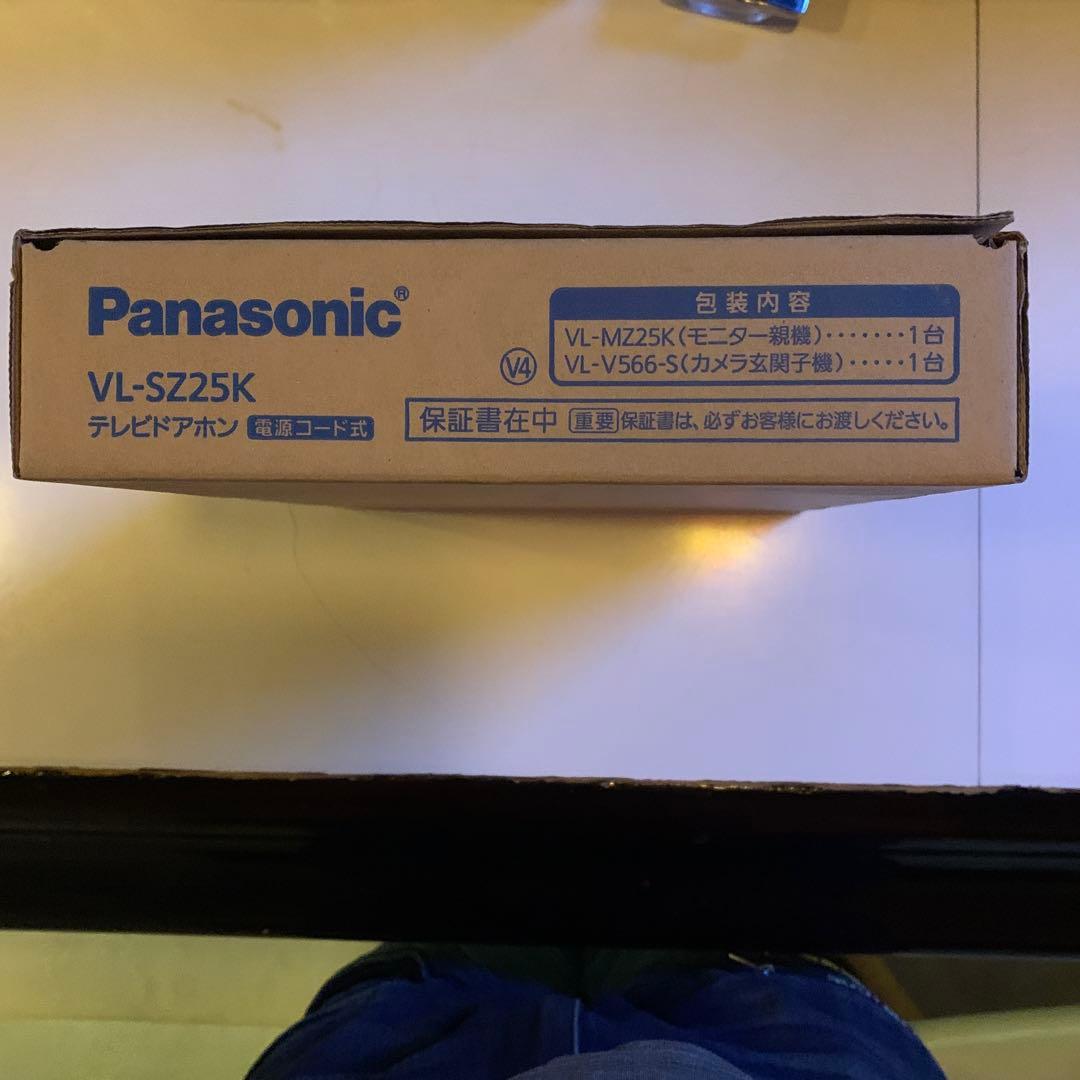 Panasonic®
VL-SZ25K
テレビドアホン 電源コード式
V4
包装内容
VL-MZ25K(モニター親機)・・・・・・・1台
VL-V566-S(カメラ玄関子機)・・・・・1台
保証書在中 重要 保証書は、必ずお客様にお渡しください。